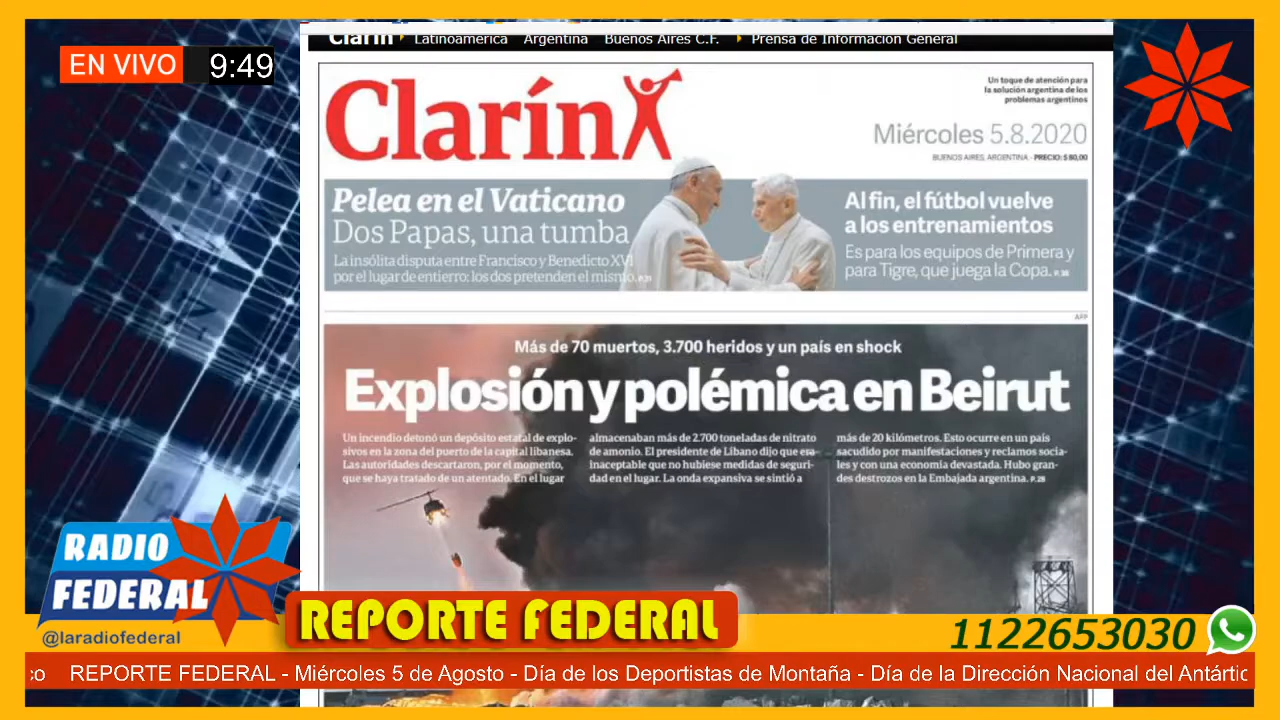 EN VIVO
9:49
Clarín
Latinoamérica
Argentina
Buenos Aires C.F.
Prensa de Información General
Clarín
Un toque de atención para
la solución argentina de los
problemas argentinos
Miércoles 5.8.2020
BUENOS AIRES, ARGENTINA - PRECIO: $ 80,00
Pelea en el Vaticano
Dos Papas, una tumba
La insólita disputa entre Francisco y Benedicto XVI
por el lugar de entierro: los dos pretenden el mismo. P.31
Al fin, el fútbol vuelve
a los entrenamientos
Es para los equipos de Primera y
para Tigre, que juega la Copa. P.38
AFP
Más de 70 muertos, 3.700 heridos y un país en shock
Explosión y polémica en Beirut
Un incendio detonó un depósito estatal de explo-
sivos en la zona del puerto de la capital libanesa.
Las autoridades descartaron, por el momento,
que se haya tratado de un atentado. En el lugar
almacenaban más de 2.700 toneladas de nitrato
de amonio. El presidente de Líbano dijo que era
inaceptable que no hubiese medidas de seguri-
dad en el lugar. La onda expansiva se sintió a
más de 20 kilómetros. Esto ocurre en un país
sacudido por manifestaciones y reclamos socia-
les y con una economía devastada. Hubo gran-
des destrozos en la Embajada argentina. P.25
RADIO
FEDERAL
@laradiofederal
REPORTE FEDERAL
1122653030
co REPORTE FEDERAL - Miércoles 5 de Agosto - Día de los Deportistas de Montaña - Día de la Dirección Nacional del Antártic